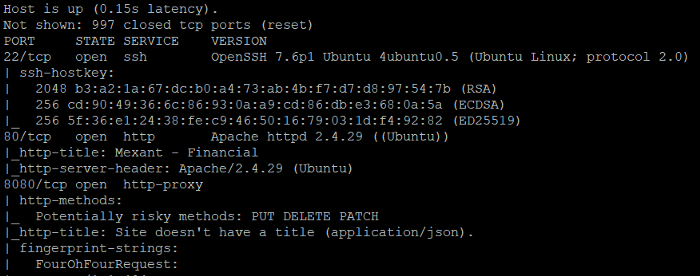 Host is up (0.15s latency).
Not shown: 997 closed tcp ports (reset)
PORT     STATE SERVICE    VERSION
22/tcp   open  ssh        OpenSSH 7.6p1 Ubuntu 4ubuntu0.5 (Ubuntu Linux; protocol 2.0)
| ssh-hostkey:
|   2048 b3:a2:1a:67:dc:b0:a4:73:ab:4b:f7:d7:d8:97:54:7b (RSA)
|   256 cd:90:49:36:6c:86:93:0a:a9:cd:86:db:e3:68:0a:5a (ECDSA)
|_  256 5f:36:e1:24:38:fe:c9:46:50:16:79:03:1d:f4:92:82 (ED25519)
80/tcp   open  http       Apache httpd 2.4.29 ((Ubuntu))
|_http-title: Mexant - Financial
|_http-server-header: Apache/2.4.29 (Ubuntu)
8080/tcp open  http-proxy
| http-methods:
|_  Potentially risky methods: PUT DELETE PATCH
|_http-title: Site doesn't have a title (application/json).
| fingerprint-strings:
|   FourOhFourRequest: